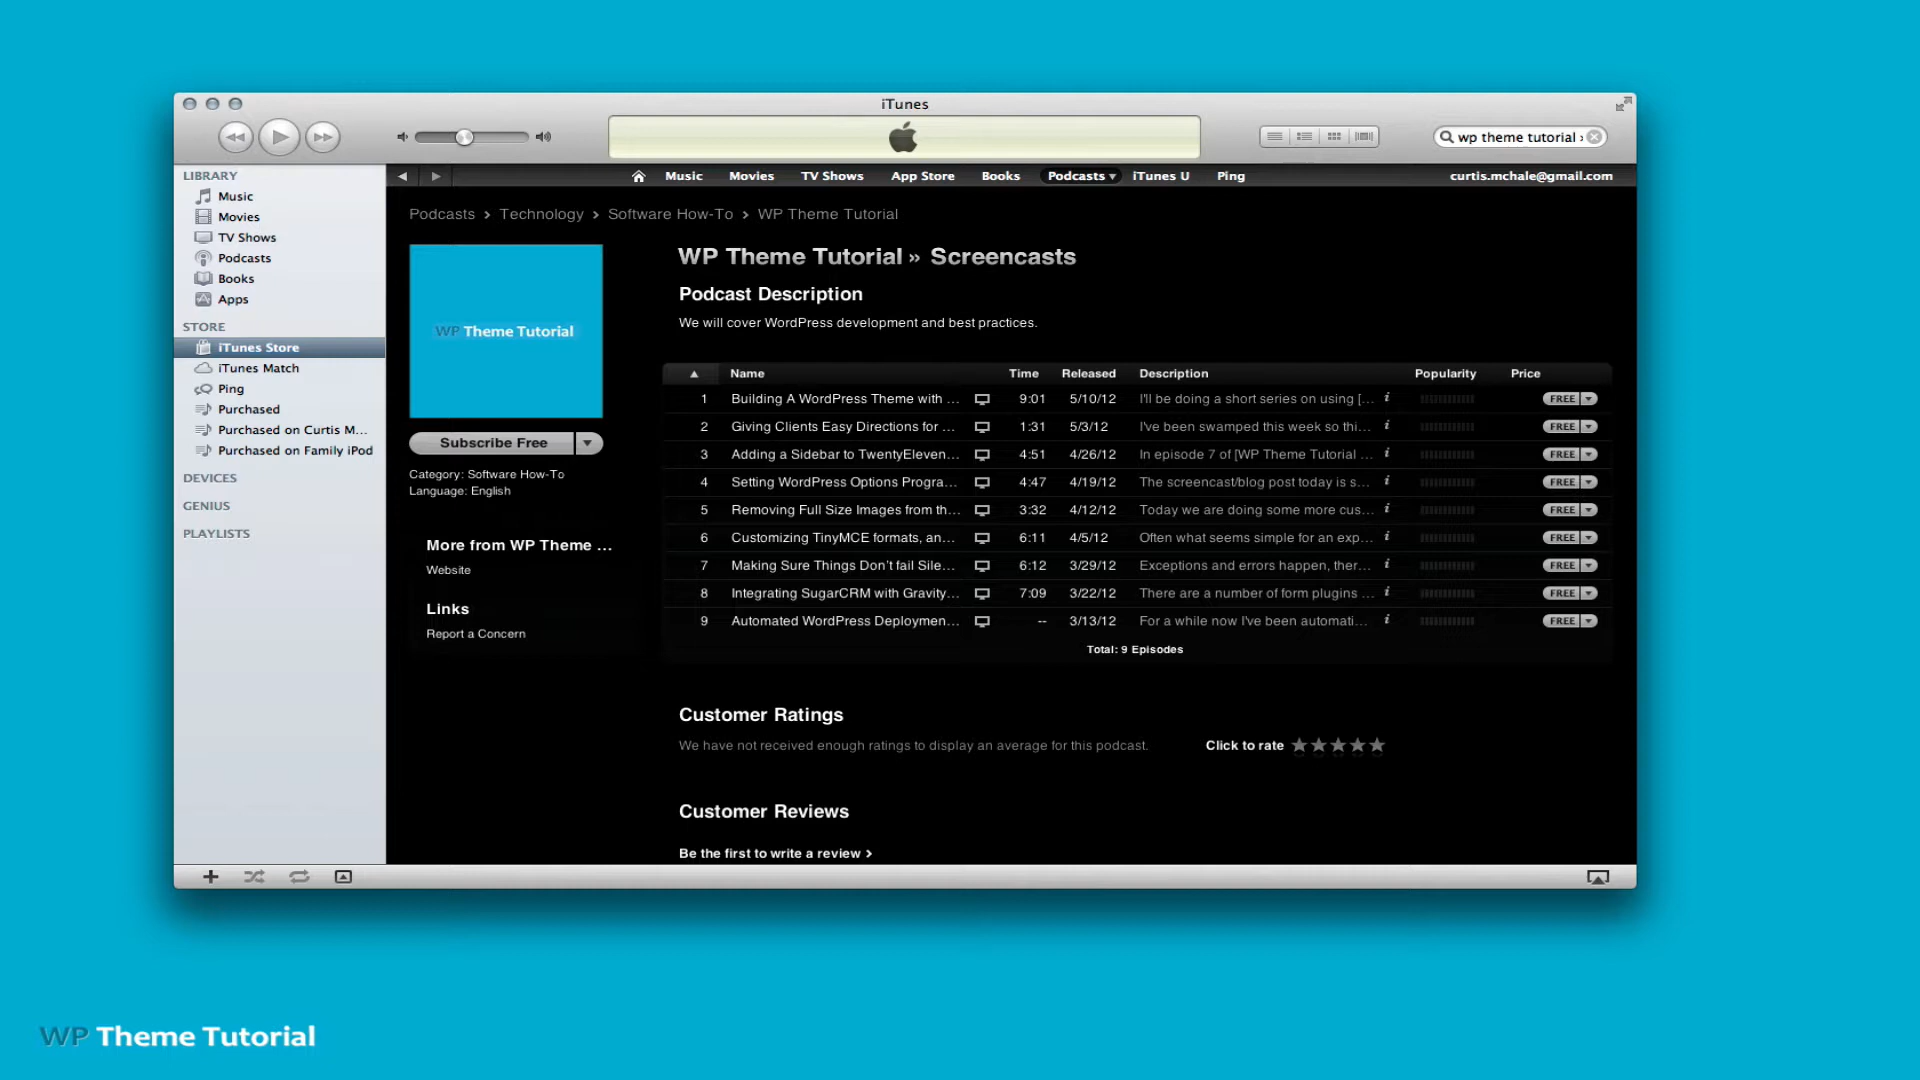 iTunes
wp theme tutorial
LIBRARY
Music
Movies
TV Shows
Podcasts
Books
Apps
STORE
iTunes Store
iTunes Match
Ping
Purchased
Purchased on Curtis M...
Purchased on Family iPod
DEVICES
GENIUS
PLAYLISTS
Music Movies TV Shows App Store Books Podcasts iTunes U Ping curtis.mchale@gmail.com
Podcasts › Technology › Software How-To › WP Theme Tutorial
WP Theme Tutorial
Subscribe Free
Category: Software How-To
Language: English
More from WP Theme ...
Website
Links
Report a Concern
WP Theme Tutorial » Screencasts
Podcast Description
We will cover WordPress development and best practices.
Name Time Released Description Popularity Price
1 Building A WordPress Theme with ... 9:01 5/10/12 I'll be doing a short series on using [... i FREE
2 Giving Clients Easy Directions for ... 1:31 5/3/12 I've been swamped this week so thi... i FREE
3 Adding a Sidebar to TwentyEleven... 4:51 4/26/12 In episode 7 of [WP Theme Tutorial ... i FREE
4 Setting WordPress Options Progra... 4:47 4/19/12 The screencast/blog post today is s... i FREE
5 Removing Full Size Images from th... 3:32 4/12/12 Today we are doing some more cus... i FREE
6 Customizing TinyMCE formats, an... 6:11 4/5/12 Often what seems simple for an exp... i FREE
7 Making Sure Things Don't fail Sile... 6:12 3/29/12 Exceptions and errors happen, ther... i FREE
8 Integrating SugarCRM with Gravity... 7:09 3/22/12 There are a number of form plugins ... i FREE
9 Automated WordPress Deploymen... -- 3/13/12 For a while now I've been automati... i FREE
Total: 9 Episodes
Customer Ratings
We have not received enough ratings to display an average for this podcast. Click to rate
Customer Reviews
Be the first to write a review ›
WP Theme Tutorial